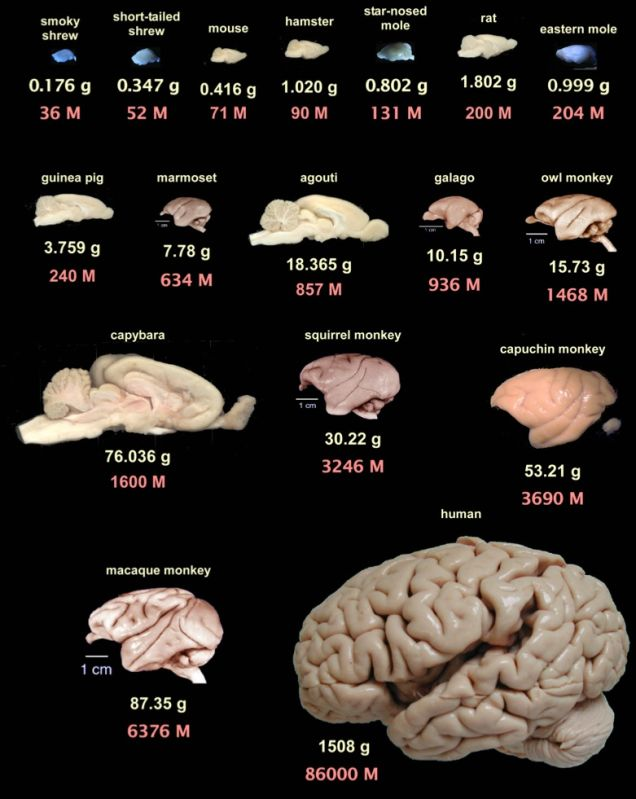 smoky
shrew
short-tailed
shrew
mouse
hamster
star-nosed
mole
rat
eastern mole
0.176 g
0.347 g
0.416 g
1.020 g
0.802 g
1.802 g
0.999 g
36 M
52 M
71 M
90 M
131 M
200 M
204 M
guinea pig
marmoset
agouti
galago
owl monkey
1 cm
1 cm
1 cm
3.759 g
7.78 g
18.365 g
10.15 g
15.73 g
240 M
634 M
857 M
936 M
1468 M
capybara
squirrel monkey
capuchin monkey
1 cm
76.036 g
30.22 g
53.21 g
1600 M
3246 M
3690 M
macaque monkey
human
1 cm
87.35 g
6376 M
1508 g
86000 M